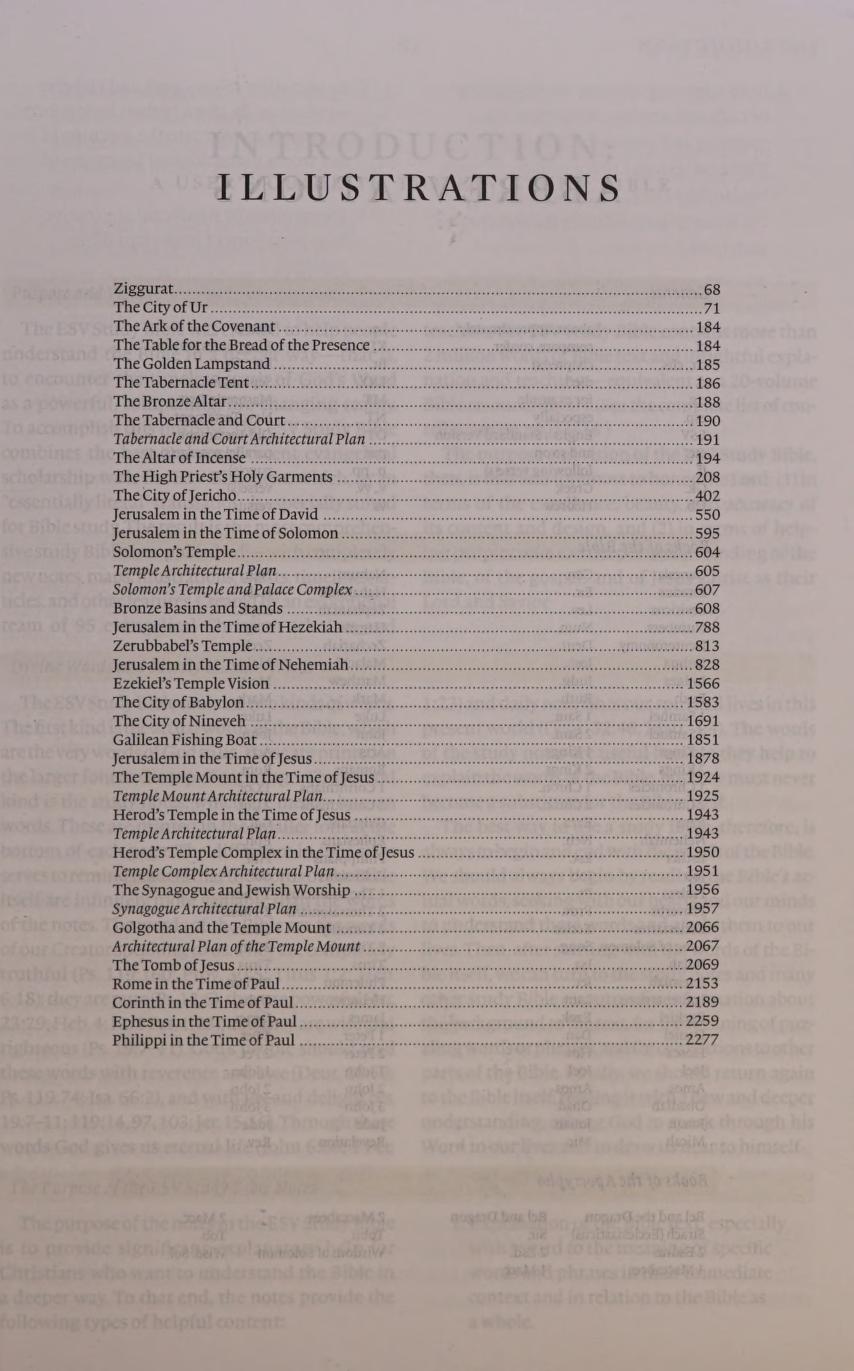 ILLUSTRATIONS
Ziggurat 68
The City of Ur 71
The Ark of the Covenant 184
The Table for the Bread of the Presence 184
The Golden Lampstand 185
The Tabernacle Tent 186
The Bronze Altar 188
The Tabernacle and Court 190
Tabernacle and Court Architectural Plan 191
The Altar of Incense 194
The High Priest's Holy Garments 208
The City of Jericho 402
Jerusalem in the Time of David 550
Jerusalem in the Time of Solomon 595
Solomon's Temple 604
Temple Architectural Plan 605
Solomon's Temple and Palace Complex 607
Bronze Basins and Stands 608
Jerusalem in the Time of Hezekiah 788
Zerubbabel's Temple 813
Jerusalem in the Time of Nehemiah 828
Ezekiel's Temple Vision 1566
The City of Babylon 1583
The City of Nineveh 1691
Galilean Fishing Boat 1851
Jerusalem in the Time of Jesus 1878
The Temple Mount in the Time of Jesus 1924
Temple Mount Architectural Plan 1925
Herod's Temple in the Time of Jesus 1943
Temple Architectural Plan 1943
Herod's Temple Complex in the Time of Jesus 1950
Temple Complex Architectural Plan 1951
The Synagogue and Jewish Worship 1956
Synagogue Architectural Plan 1957
Golgotha and the Temple Mount 2066
Architectural Plan of the Temple Mount 2067
The Tomb of Jesus 2069
Rome in the Time of Paul 2153
Corinth in the Time of Paul 2189
Ephesus in the Time of Paul 2259
Philippi in the Time of Paul 2277